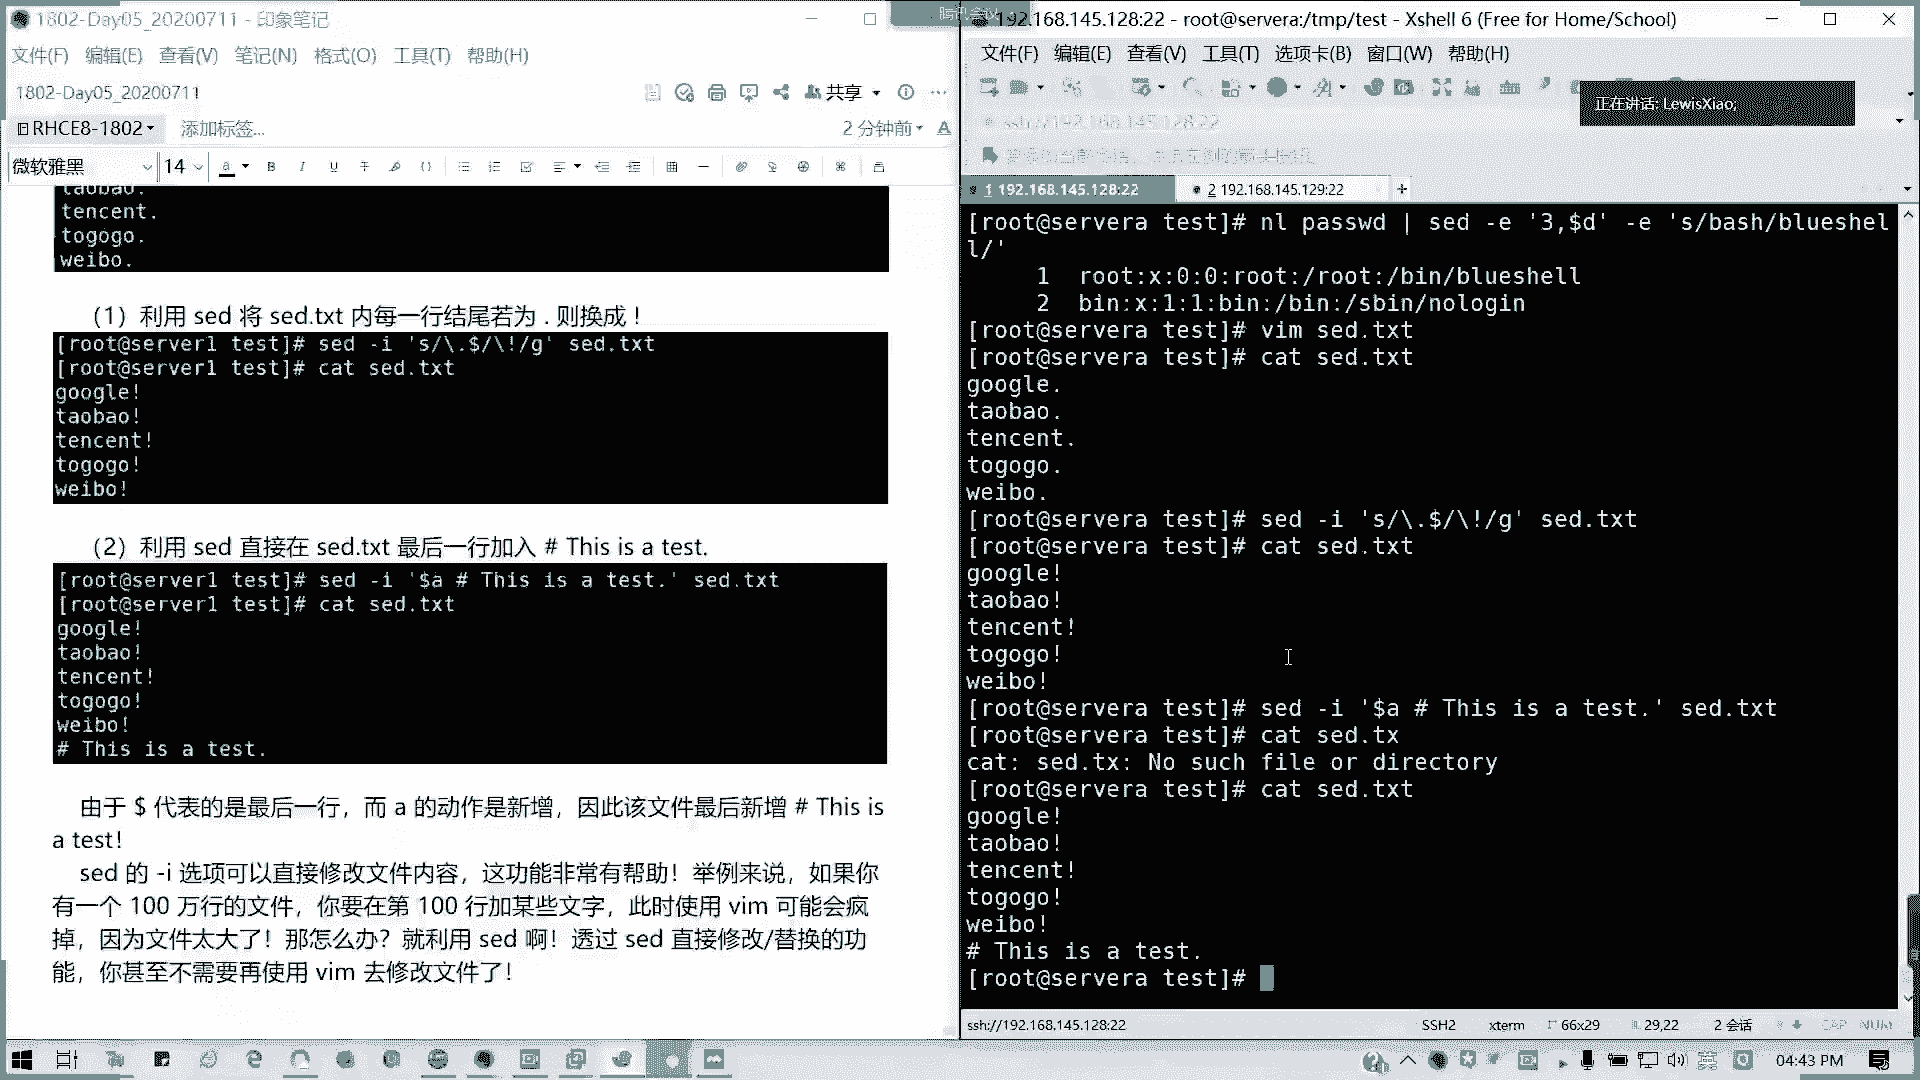 1802-Day05_20200711 - 印象笔记
文件(F) 编辑(E) 查看(V) 笔记(N) 格式(O) 工具(T) 帮助(H)
1802-Day05_20200711
共享
RHCE8-1802
添加标签...
2 分钟前
微软雅黑 14
taobao.
tencent.
togogo.
weibo.
（1）利用 sed 将 sed.txt 内每一行结尾若为 . 则换成 !
[root@server1 test]# sed -i 's/\.$/\!/g' sed.txt
[root@server1 test]# cat sed.txt
google!
taobao!
tencent!
togogo!
weibo!
（2）利用 sed 直接在 sed.txt 最后一行加入 # This is a test.
[root@server1 test]# sed -i '$a # This is a test.' sed.txt
[root@server1 test]# cat sed.txt
google!
taobao!
tencent!
togogo!
weibo!
# This is a test.
由于 $ 代表的是最后一行，而 a 的动作是新增，因此该文件最后新增 # This is
a test！
sed 的 -i 选项可以直接修改文件内容，这功能非常有帮助！举例来说，如果你
有一个 100 万行的文件，你要在第 100 行加某些文字，此时使用 vim 可能会疯
掉，因为文件太大了！那怎么办？就利用 sed 啊！透过 sed 直接修改/替换的功
能，你甚至不需要再使用 vim 去修改文件了！
腾讯会议
192.168.145.128:22 - root@servera:/tmp/test - Xshell 6 (Free for Home/School)
文件(F) 编辑(E) 查看(V) 工具(T) 选项卡(B) 窗口(W) 帮助(H)
正在讲话: LewisXiao;
ssh://192.168.145.128:22
1 192.168.145.128:22
2 192.168.145.129:22
[root@servera test]# nl passwd | sed -e '3,$d' -e 's/bash/blueshel
l/'
1 root:x:0:0:root:/root:/bin/blueshell
2 bin:x:1:1:bin:/bin:/sbin/nologin
[root@servera test]# vim sed.txt
[root@servera test]# cat sed.txt
google.
taobao.
tencent.
togogo.
weibo.
[root@servera test]# sed -i 's/\.$/\!/g' sed.txt
[root@servera test]# cat sed.txt
google!
taobao!
tencent!
togogo!
weibo!
[root@servera test]# sed -i '$a # This is a test.' sed.txt
[root@servera test]# cat sed.tx
cat: sed.tx: No such file or directory
[root@servera test]# cat sed.txt
google!
taobao!
tencent!
togogo!
weibo!
# This is a test.
[root@servera test]#
ssh://192.168.145.128:22
SSH2 xterm 66x29 29,22 2 会话 CAP NUM
英
04:43 PM